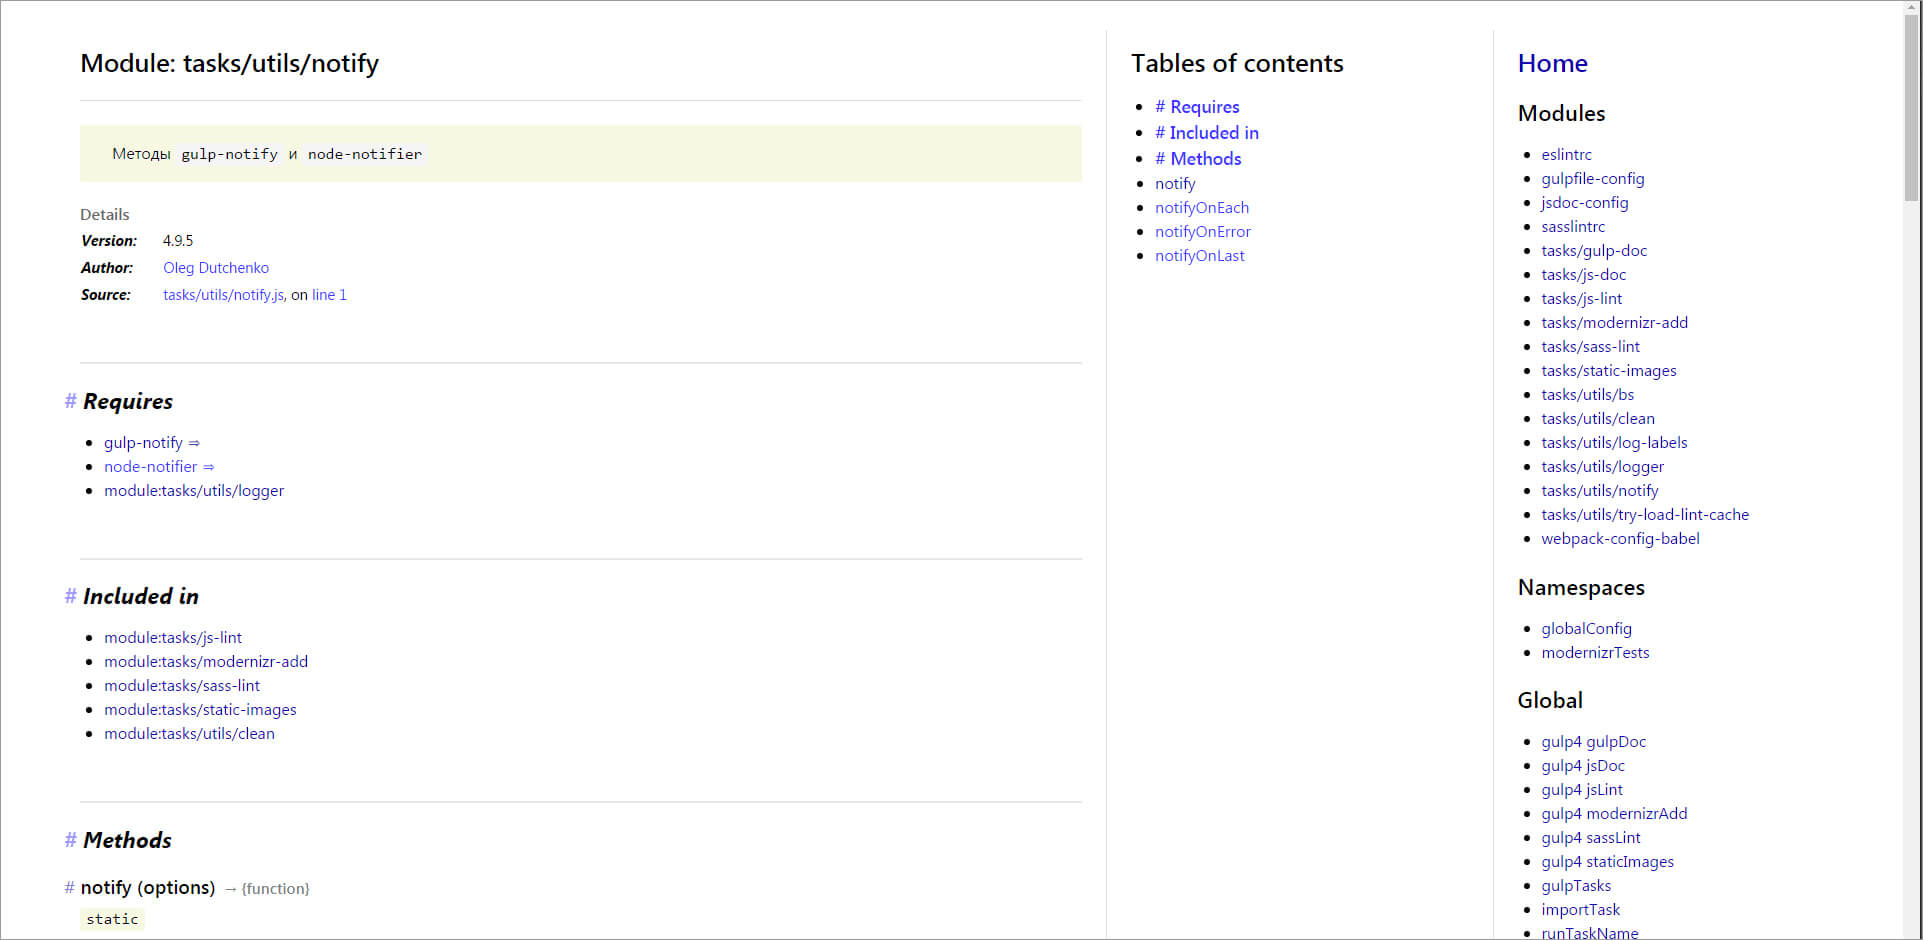 Module: tasks/utils/notify
Методы gulp-notify и node-notifier
Details
Version: 4.9.5
Author: Oleg Dutchenko
Source: tasks/utils/notify.js, on line 1
# Requires
gulp-notify ⇒
node-notifier ⇒
module:tasks/utils/logger
# Included in
module:tasks/js-lint
module:tasks/modernizr-add
module:tasks/sass-lint
module:tasks/static-images
module:tasks/utils/clean
# Methods
# notify (options) → {function}
static
Tables of contents
# Requires
# Included in
# Methods
notify
notifyOnEach
notifyOnError
notifyOnLast
Home
Modules
eslintrc
gulpfile-config
jsdoc-config
sasslintrc
tasks/gulp-doc
tasks/js-doc
tasks/js-lint
tasks/modernizr-add
tasks/sass-lint
tasks/static-images
tasks/utils/bs
tasks/utils/clean
tasks/utils/log-labels
tasks/utils/logger
tasks/utils/notify
tasks/utils/try-load-lint-cache
webpack-config-babel
Namespaces
globalConfig
modernizrTests
Global
gulp4 gulpDoc
gulp4 jsDoc
gulp4 jsLint
gulp4 modernizrAdd
gulp4 sassLint
gulp4 staticImages
gulpTasks
importTask
runTaskName